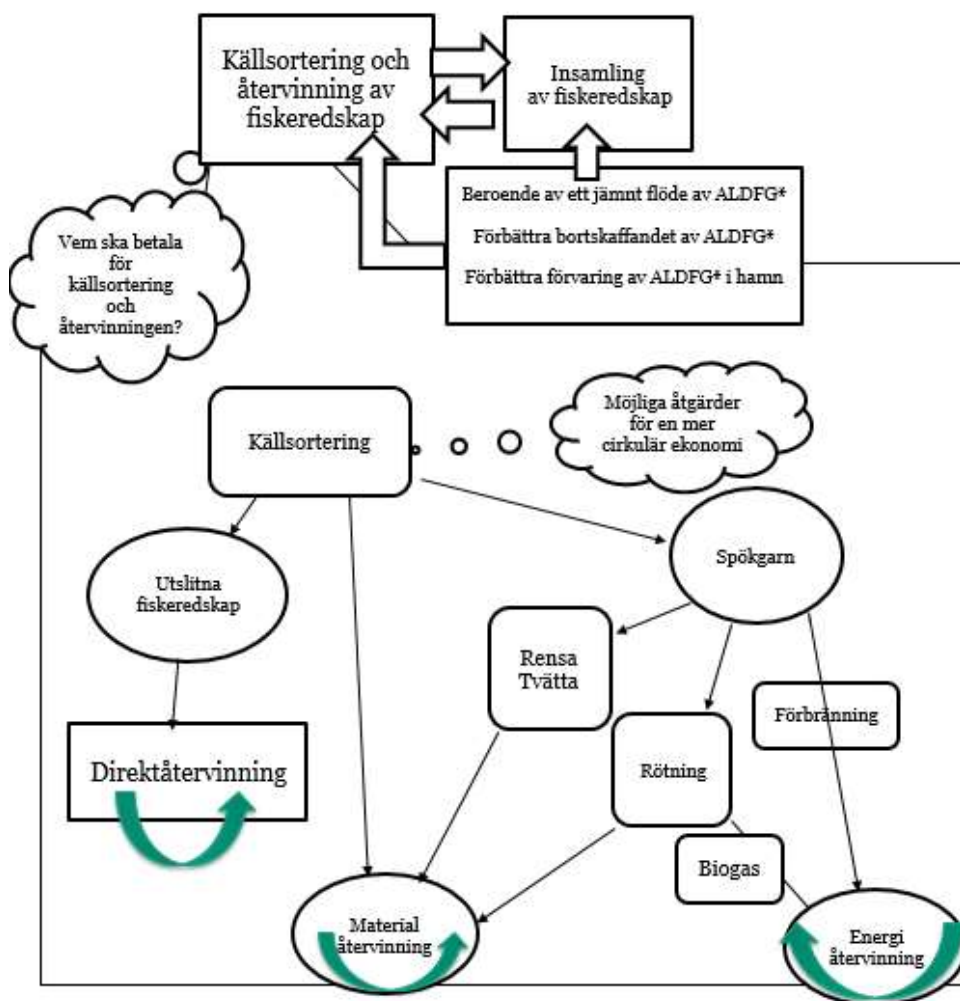 Källsortering och
återvinning av
fiskeredskap
Insamling
av fiskeredskap
Beroende av ett jämnt flöde av ALDFG*
Förbättra bortskaffandet av ALDFG*
Förbättra förvaring av ALDFG* i hamn
Vem ska betala
för
källsortering
och
återvinningen?
Möjliga åtgärder
för en mer
cirkulär ekonomi
Källsortering
Spökgarn
Utslitna
fiskeredskap
Rensa
Tvätta
Förbränning
Direktåtervinning
Rötning
Biogas
Material
återvinning
Energi
återvinning